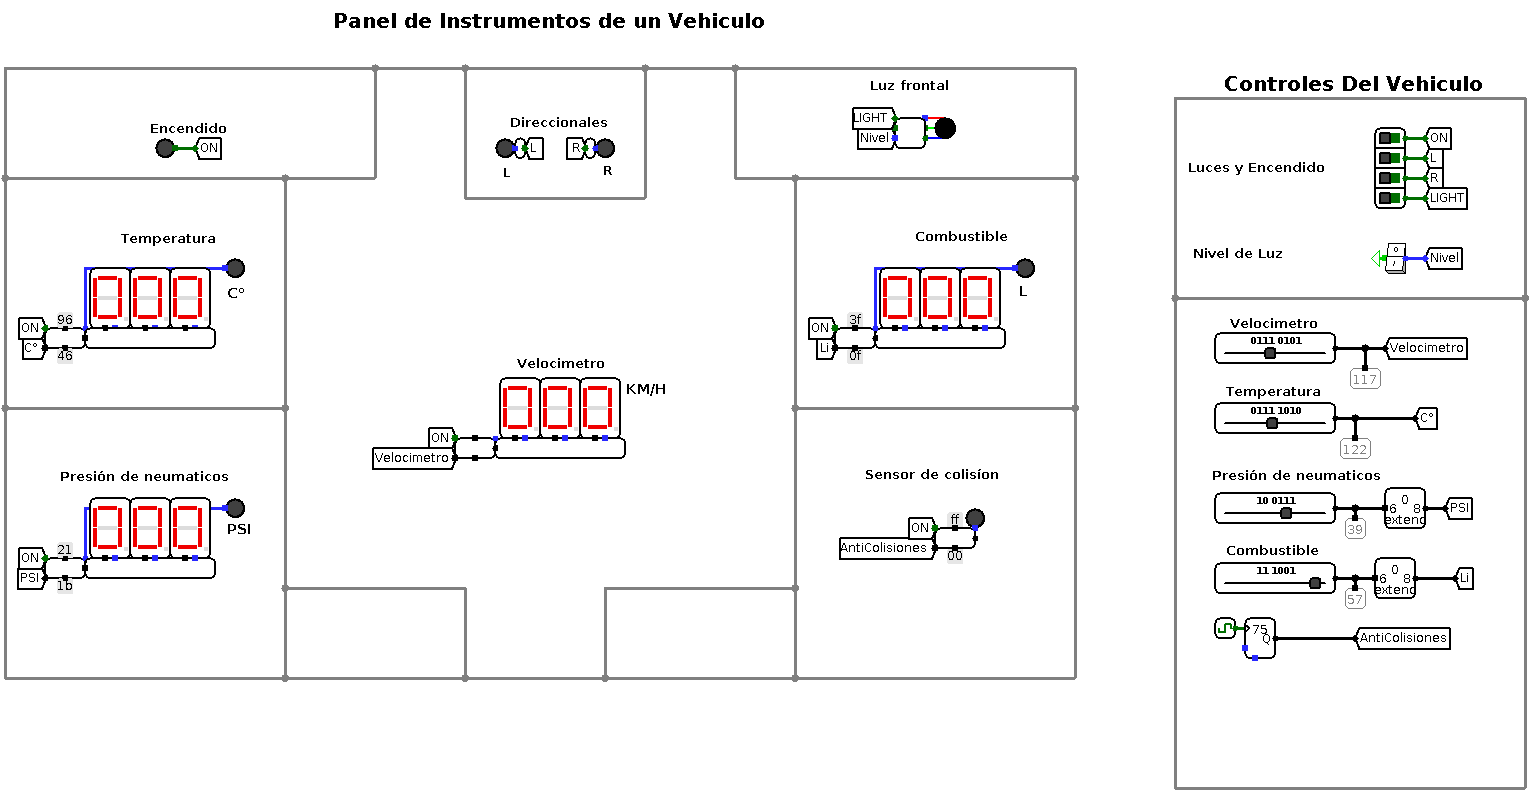 Panel de Instrumentos de un Vehiculo
Encendido
ON
Direccionales
L
R
L
R
Luz frontal
LIGHT
Nivel
Temperatura
C°
96
ON
C°
46
Combustible
L
3f
ON
Li
0f
Velocimetro
KM/H
ON
Velocimetro
Presión de neumaticos
PSI
21
ON
PSI
1b
Sensor de colisíon
ff
ON
AntiColisiones
00
Controles Del Vehiculo
Luces y Encendido
ON
L
R
LIGHT
Nivel de Luz
Nivel
Velocimetro
0111 0101
Velocimetro
117
Temperatura
0111 1010
C°
122
Presión de neumaticos
10 0111
0
6 8
extend
PSI
39
Combustible
11 1001
0
6 8
extend
Li
57
75
Q
AntiColisiones